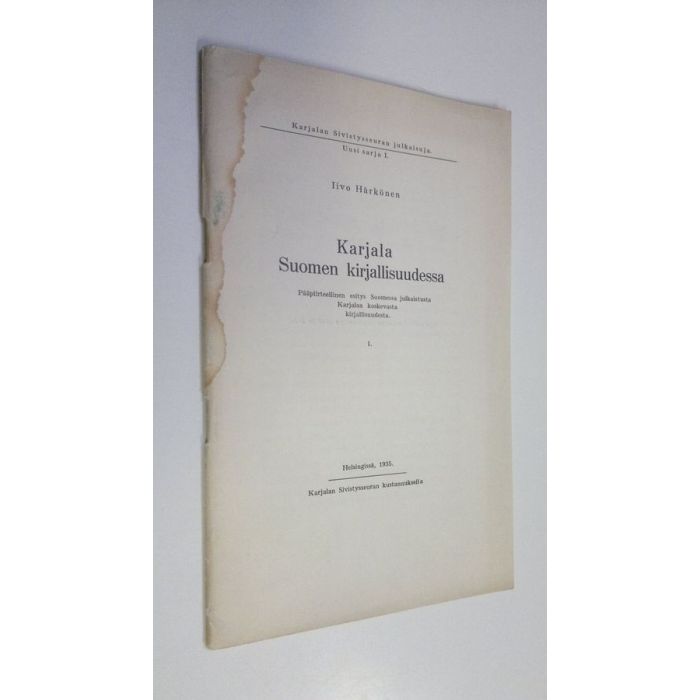 Karjalan Sivistysseuran julkaisuja.
Uusi sarja I.
Iivo Härkönen
Karjala
Suomen kirjallisuudessa
Pääpiirteellinen esitys Suomessa julkaistusta
Karjalaa koskevasta
kirjallisuudesta.
I.
Helsingissä, 1935.
Karjalan Sivistysseuran kustannuksella